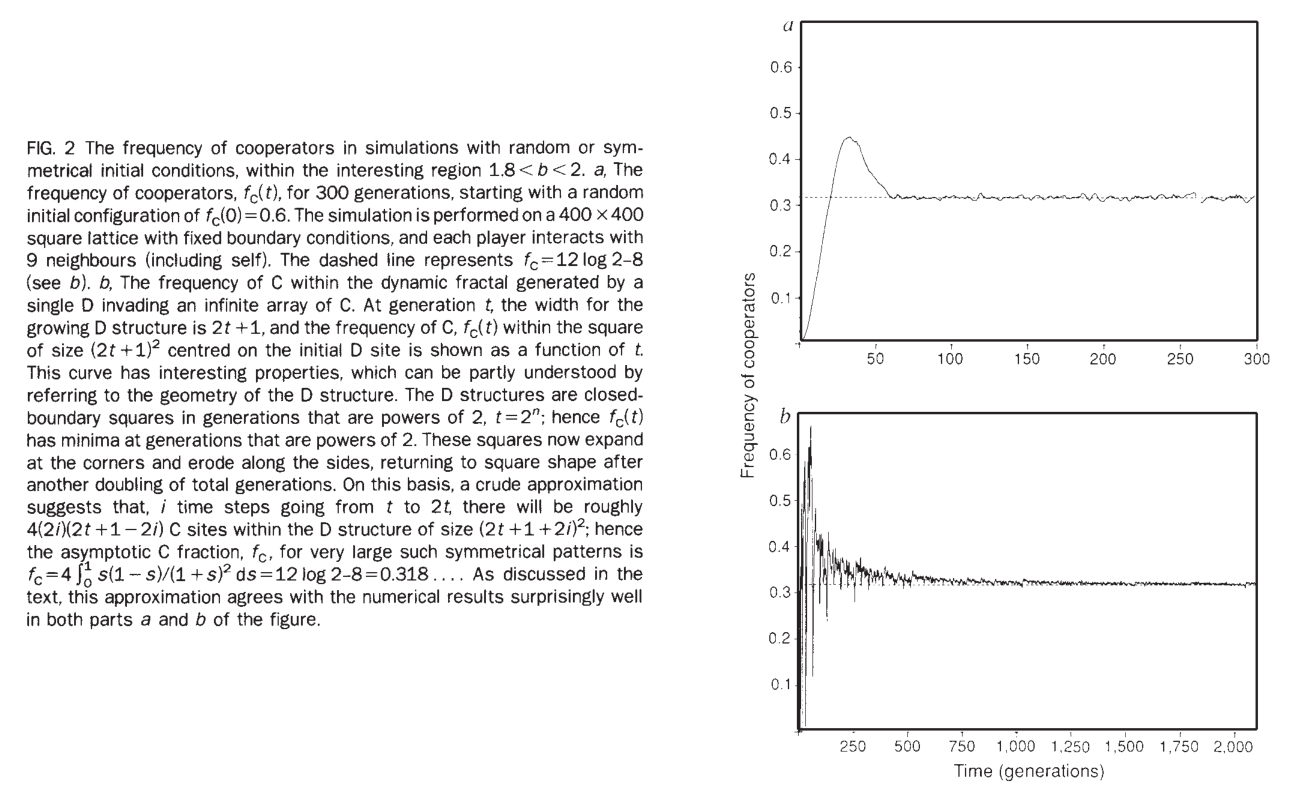 FIG. 2 The frequency of cooperators in simulations with random or sym-
metrical initial conditions, within the interesting region 1.8 < b < 2. a, The
frequency of cooperators, f_C(t), for 300 generations, starting with a random
initial configuration of f_C(0) = 0.6. The simulation is performed on a 400 × 400
square lattice with fixed boundary conditions, and each player interacts with
9 neighbours (including self). The dashed line represents f_C = 12 log 2–8
(see b). b, The frequency of C within the dynamic fractal generated by a
single D invading an infinite array of C. At generation t, the width for the
growing D structure is 2t + 1, and the frequency of C, f_C(t) within the square
of size (2t + 1)² centred on the initial D site is shown as a function of t.
This curve has interesting properties, which can be partly understood by
referring to the geometry of the D structure. The D structures are closed-
boundary squares in generations that are powers of 2, t = 2ⁿ; hence f_C(t)
has minima at generations that are powers of 2. These squares now expand
at the corners and erode along the sides, returning to square shape after
another doubling of total generations. On this basis, a crude approximation
suggests that, i time steps going from t to 2t, there will be roughly
4(2i)(2t + 1 − 2i) C sites within the D structure of size (2t + 1 + 2i)²; hence
the asymptotic C fraction, f_C, for very large such symmetrical patterns is
f_C = 4 ∫₀¹ s(1 − s)/(1 + s)² ds = 12 log 2–8 = 0.318 .... As discussed in the
text, this approximation agrees with the numerical results surprisingly well
in both parts a and b of the figure.
Frequency of cooperators
a
0.6
0.5
0.4
0.3
0.2
0.1
50 100 150 200 250 300
b
0.6
0.5
0.4
0.3
0.2
0.1
250 500 750 1,000 1,250 1,500 1,750 2,000
Time (generations)